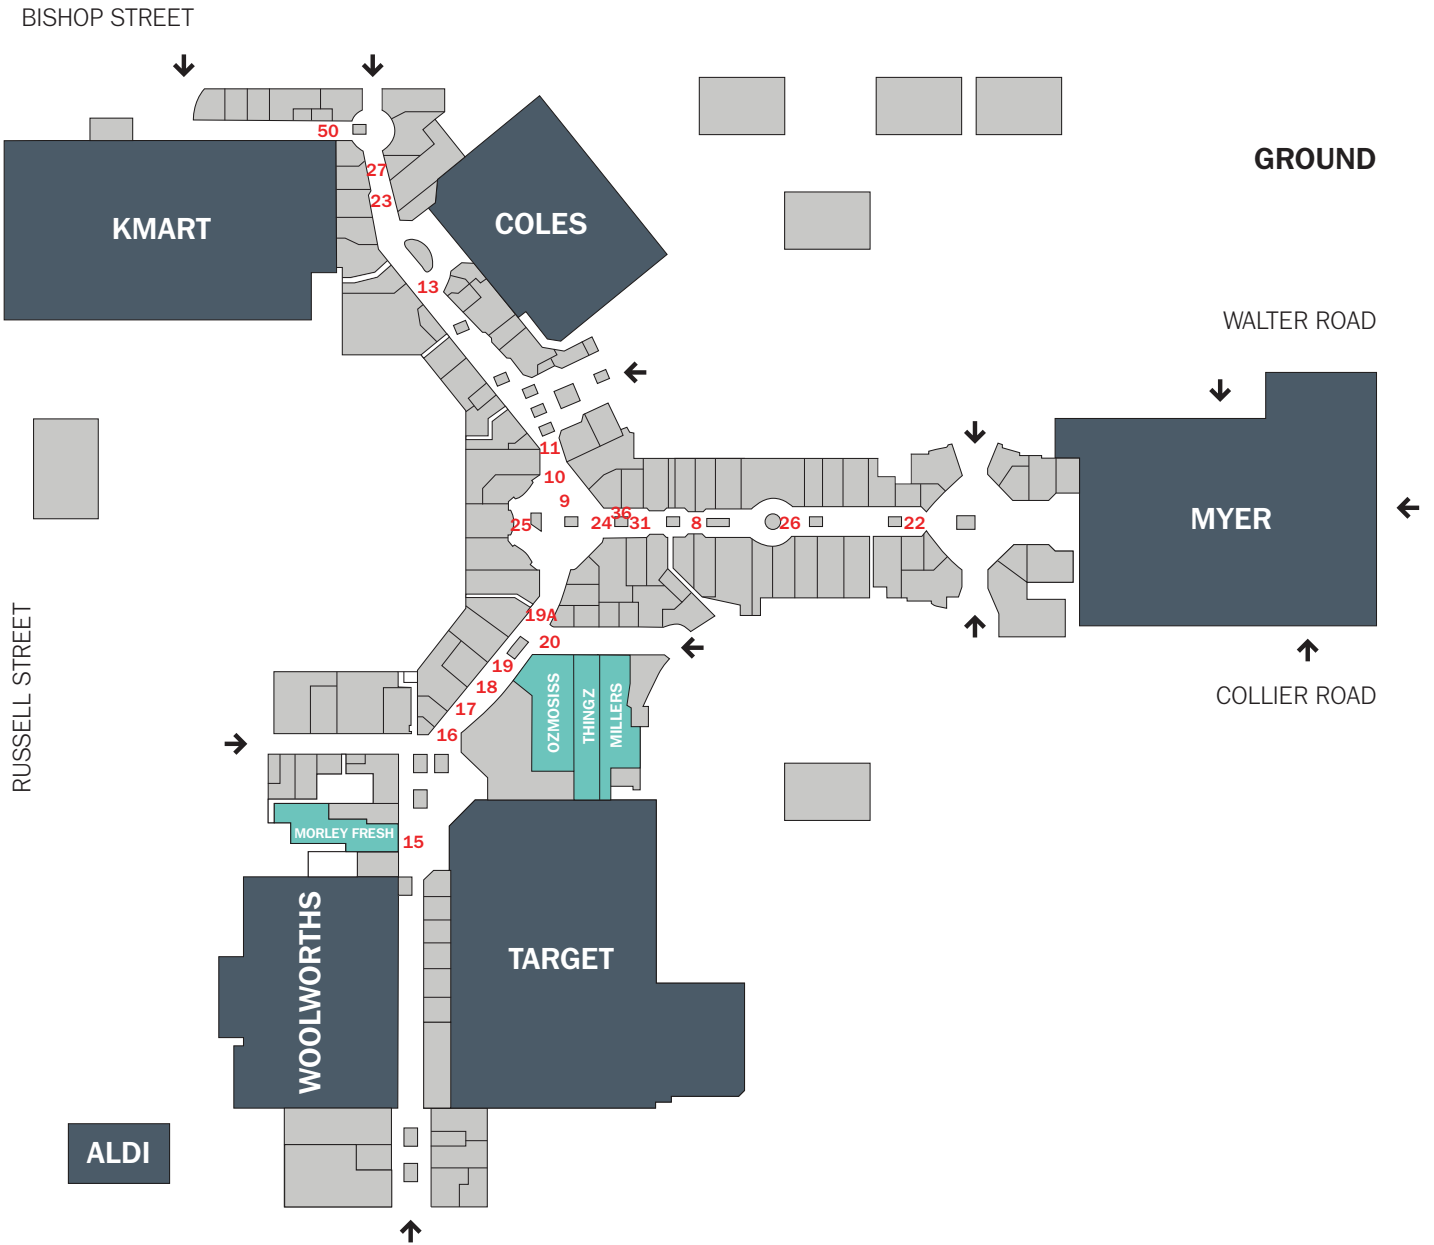 BISHOP STREET
50
27
23
KMART
COLES
GROUND
13
WALTER ROAD
11
10
9
25
24
36
31
8
26
22
MYER
RUSSELL STREET
19A
20
19
18
17
16
OZMOSISS
THINGZ
MILLERS
COLLIER ROAD
MORLEY FRESH
15
WOOLWORTHS
TARGET
ALDI